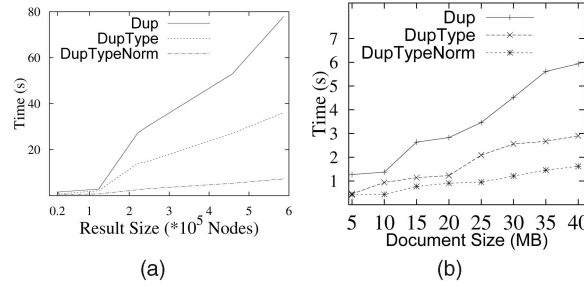 80
60
40
20
0.2 1 2 3 4 5 6
Time (s)
Result Size (*10^5 Nodes)
Dup
DupType
DupTypeNorm
(a)
7
6
5
4
3
2
1
0
5 10 15 20 25 30 35 40
Time (s)
Document Size (MB)
Dup
DupType
DupTypeNorm
(b)